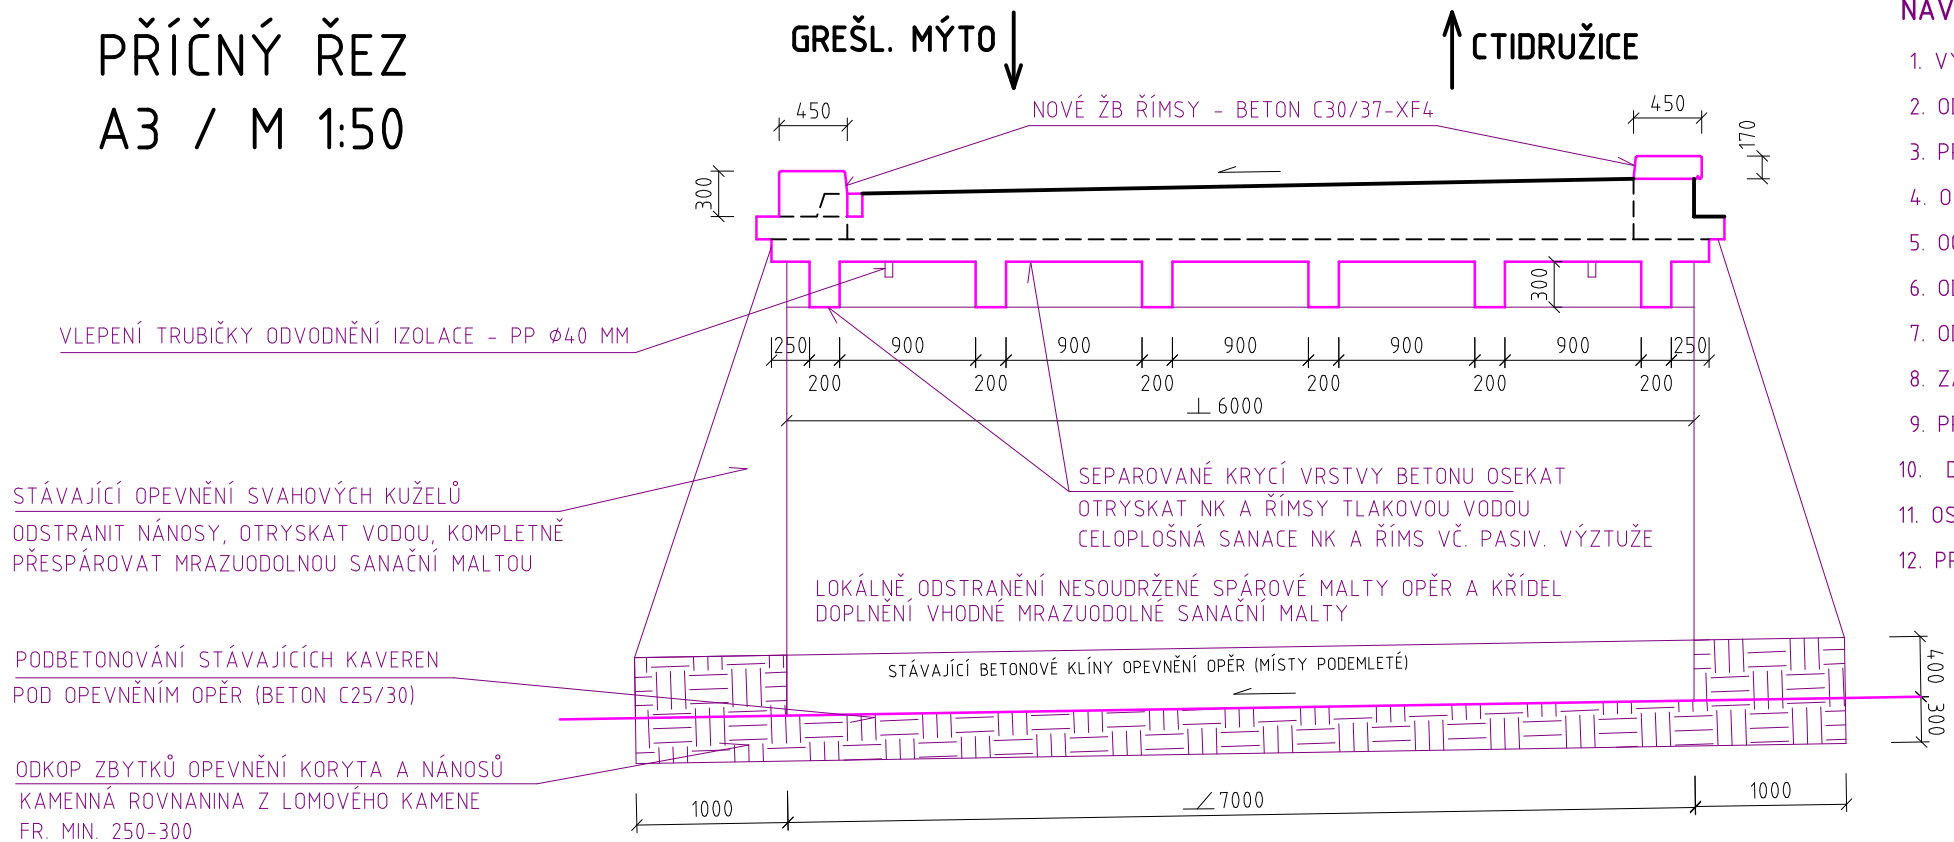 PŘÍČNÝ ŘEZ
A3 / M 1:50
GREŠL. MÝTO
CTIDRUŽICE
450
NOVÉ ŽB ŘÍMSY - BETON C30/37-XF4
450
170
300
300
VLEPENÍ TRUBIČKY ODVODNĚNÍ IZOLACE - PP Ø40 MM
250 900 900 900 900 900 250
200 200 200 200 200 200
⊥ 6000
SEPAROVANÉ KRYCÍ VRSTVY BETONU OSEKAT
OTRYSKAT NK A ŘÍMSY TLAKOVOU VODOU
CELOPLOŠNÁ SANACE NK A ŘÍMS VČ. PASIV. VÝZTUŽE
STÁVAJÍCÍ OPEVNĚNÍ SVAHOVÝCH KUŽELŮ
ODSTRANIT NÁNOSY, OTRYSKAT VODOU, KOMPLETNĚ
PŘESPÁROVAT MRAZUODOLNOU SANAČNÍ MALTOU
LOKÁLNĚ ODSTRANĚNÍ NESOUDRŽENÉ SPÁROVÉ MALTY OPĚR A KŘÍDEL
DOPLNĚNÍ VHODNÉ MRAZUODOLNÉ SANAČNÍ MALTY
PODBETONOVÁNÍ STÁVAJÍCÍCH KAVEREN
POD OPEVNĚNÍM OPĚR (BETON C25/30)
STÁVAJÍCÍ BETONOVÉ KLÍNY OPEVNĚNÍ OPĚR (MÍSTY PODEMLETÉ)
400
300
ODKOP ZBYTKŮ OPEVNĚNÍ KORYTA A NÁNOSŮ
KAMENNÁ ROVNANINA Z LOMOVÉHO KAMENE
FR. MIN. 250-300
1000
7000
1000
1.
2.
3.
4.
5.
6.
7.
8.
9.
10.
11.
12.